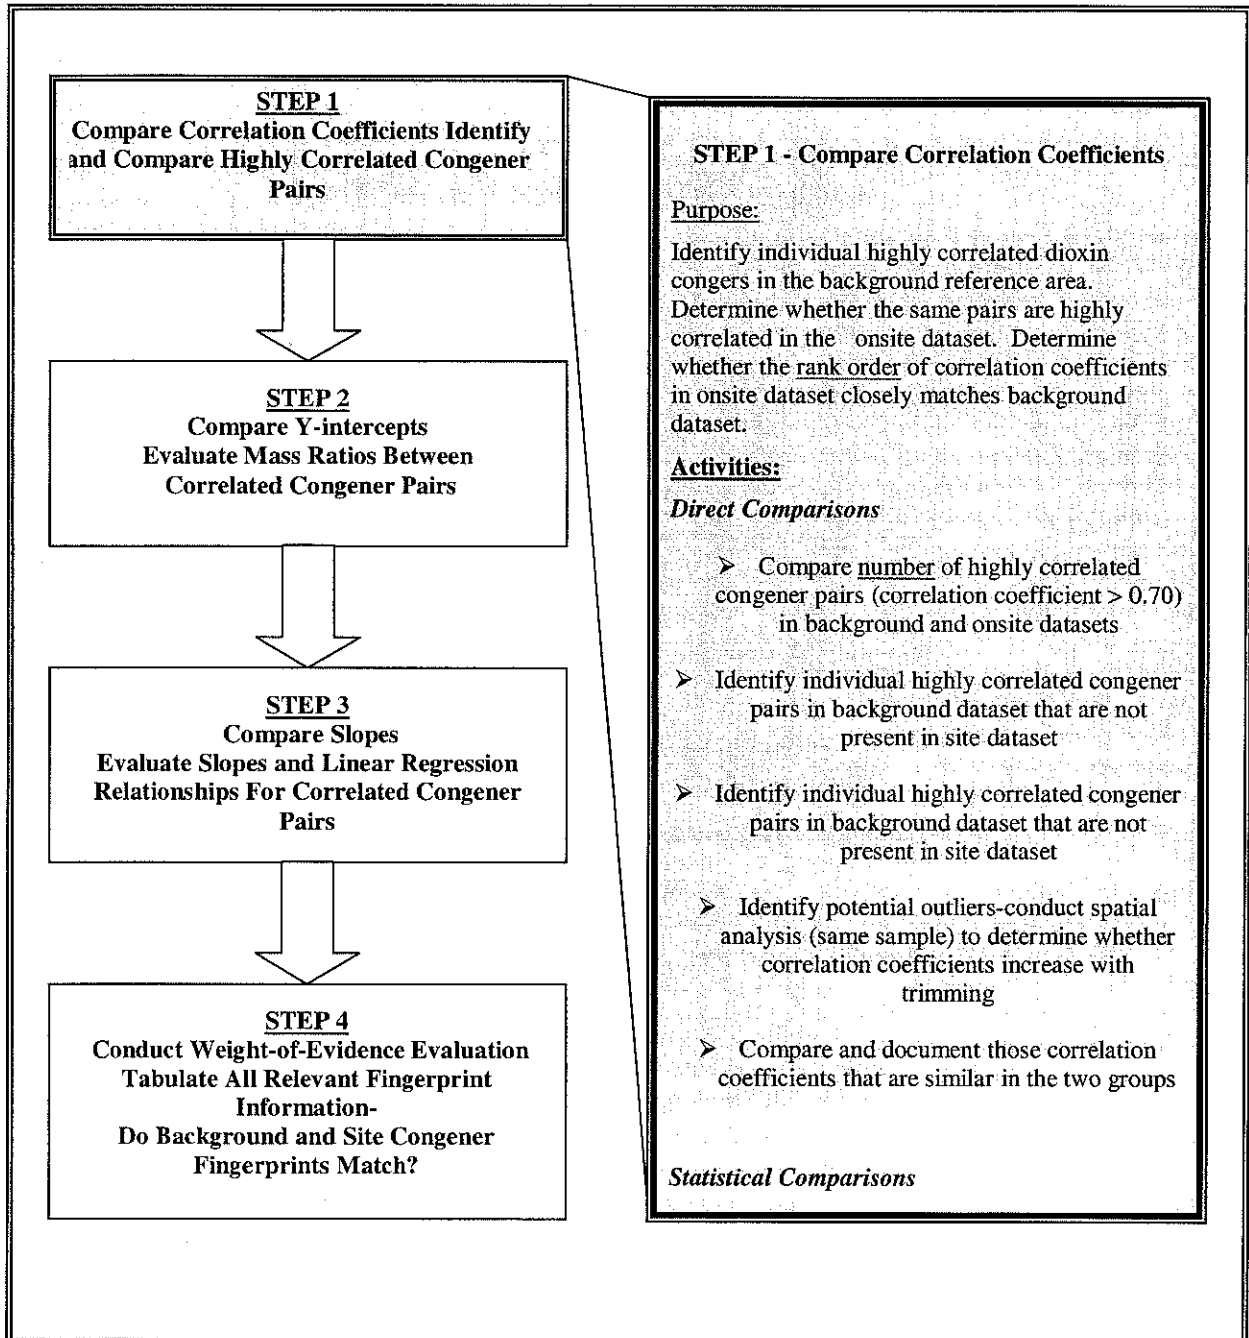 STEP 1
Compare Correlation Coefficients Identify
and Compare Highly Correlated Congener
Pairs
STEP 2
Compare Y-intercepts
Evaluate Mass Ratios Between
Correlated Congener Pairs
STEP 3
Compare Slopes
Evaluate Slopes and Linear Regression
Relationships For Correlated Congener
Pairs
STEP 4
Conduct Weight-of-Evidence Evaluation
Tabulate All Relevant Fingerprint
Information-
Do Background and Site Congener
Fingerprints Match?
STEP 1 - Compare Correlation Coefficients
Purpose:
Identify individual highly correlated dioxin
congers in the background reference area.
Determine whether the same pairs are highly
correlated in the onsite dataset. Determine
whether the rank order of correlation coefficients
in onsite dataset closely matches background
dataset.
Activities:
Direct Comparisons
➢ Compare number of highly correlated
congener pairs (correlation coefficient > 0.70)
in background and onsite datasets
➢ Identify individual highly correlated congener
pairs in background dataset that are not
present in site dataset
➢ Identify individual highly correlated congener
pairs in background dataset that are not
present in site dataset
➢ Identify potential outliers-conduct spatial
analysis (same sample) to determine whether
correlation coefficients increase with
trimming
➢ Compare and document those correlation
coefficients that are similar in the two groups
Statistical Comparisons